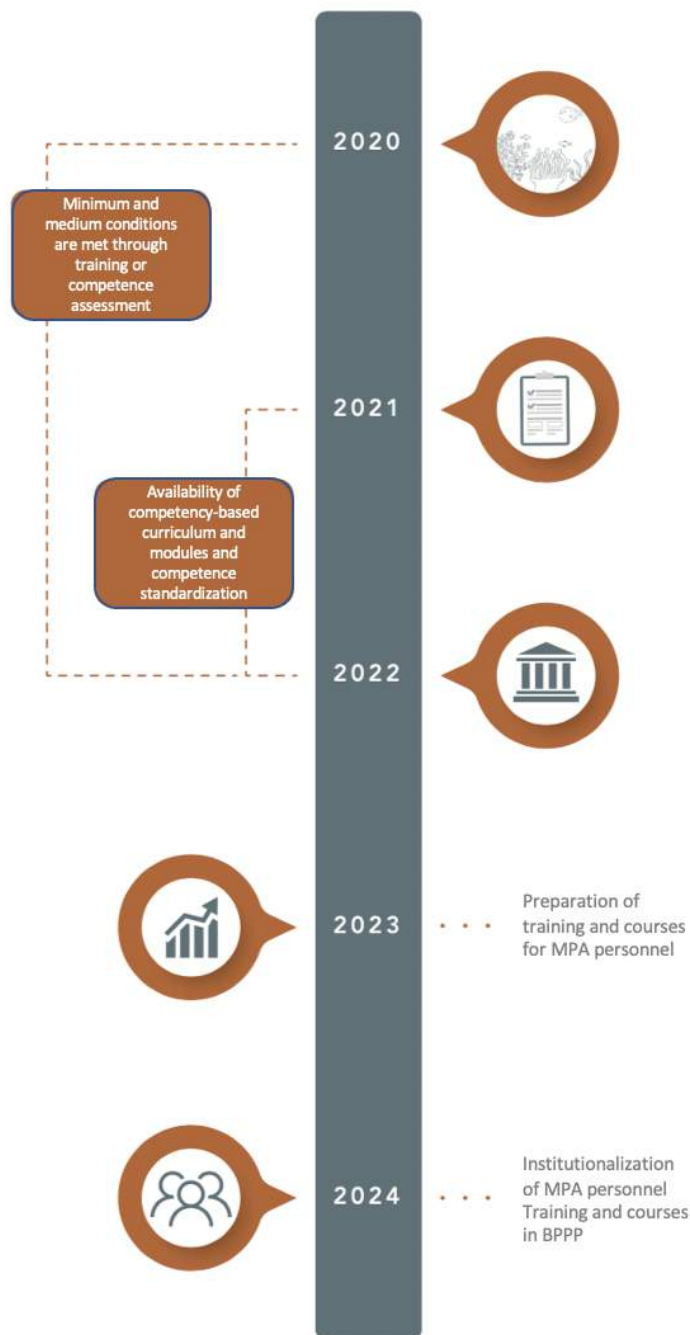 2020
Minimum and
medium conditions
are met through
training or
competence
assessment
2021
Availability of
competency-based
curriculum and
modules and
competence
standardization
2022
2023
Preparation of
training and courses
for MPA personnel
2024
Institutionalization
of MPA personnel
Training and courses
in BPPP